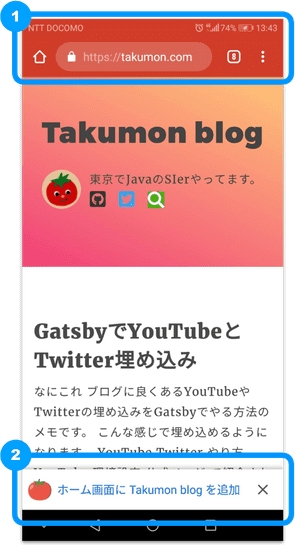 1
NTT DOCOMO 74% 13:43
https://takumon.com 8
Takumon blog
東京でJavaのSIerやってます。
GatsbyでYouTubeと
Twitter埋め込み
なにこれ ブログに良くあるYouTubeや
Twitterの埋め込みをGatsbyでやる方法の
メモです。 こんな感じで埋め込めるように
なります。 YouTube Twitter やり方
2
ホーム画面に Takumon blog を追加